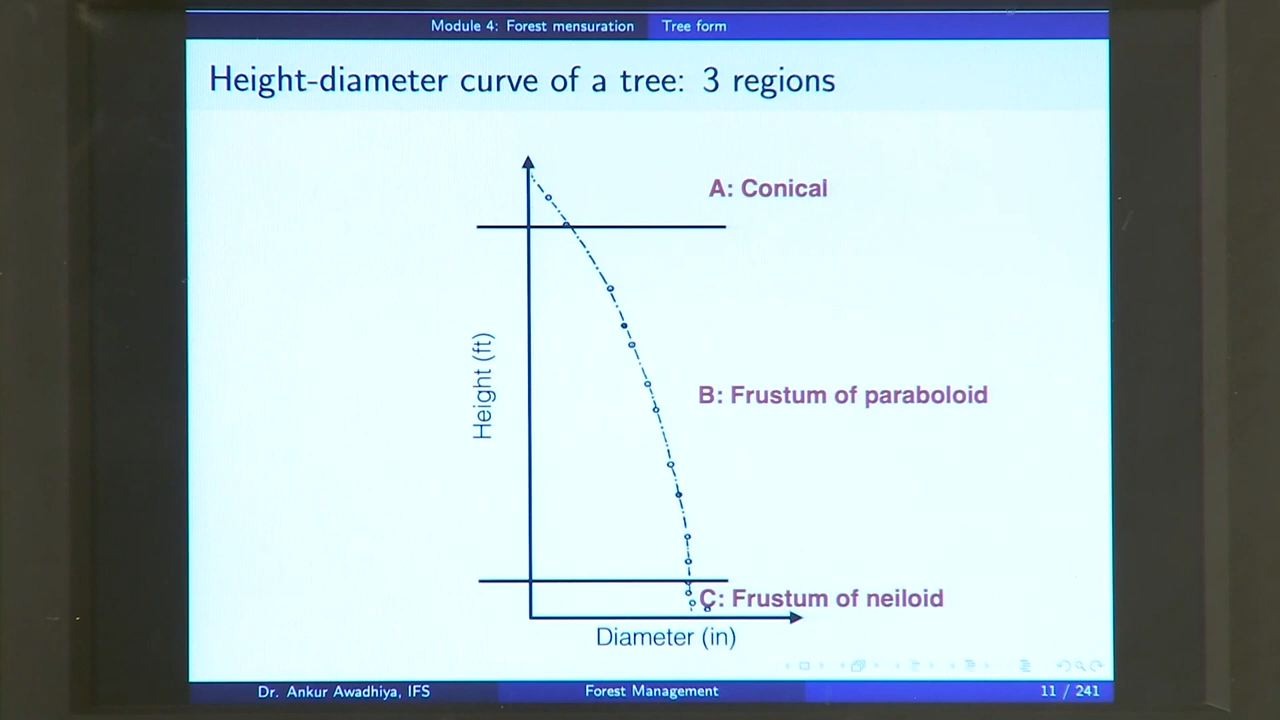 Module 4: Forest mensuration Tree form
Height-diameter curve of a tree: 3 regions
A: Conical
Height (ft)
B: Frustum of paraboloid
C: Frustum of neiloid
Diameter (in)
Dr. Ankur Awadhiya, IFS Forest Management 11 / 241